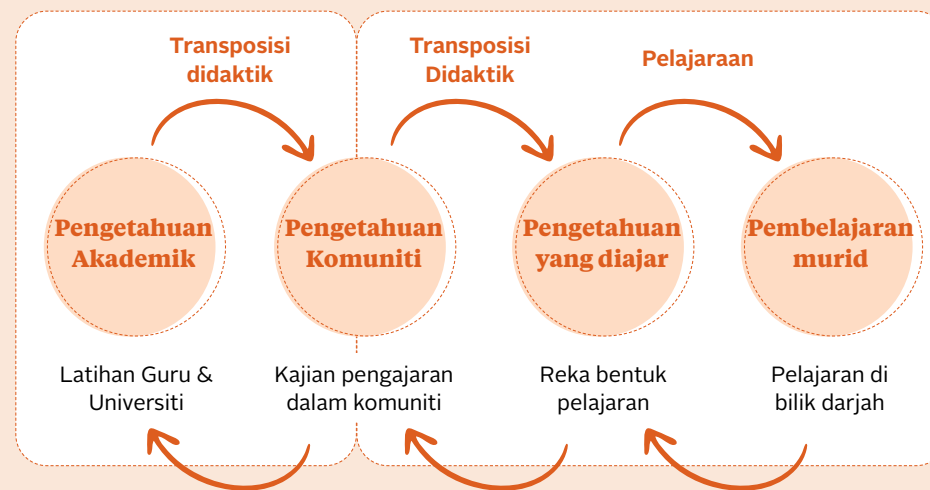 Transposisi
didaktik
Transposisi
Didaktik
Pelajaraan
Pengetahuan
Akademik
Pengetahuan
Komuniti
Pengetahuan
yang diajar
Pembelajaran
murid
Latihan Guru &
Universiti
Kajian pengajaran
dalam komuniti
Reka bentuk
pelajaran
Pelajaran di
bilik darjah